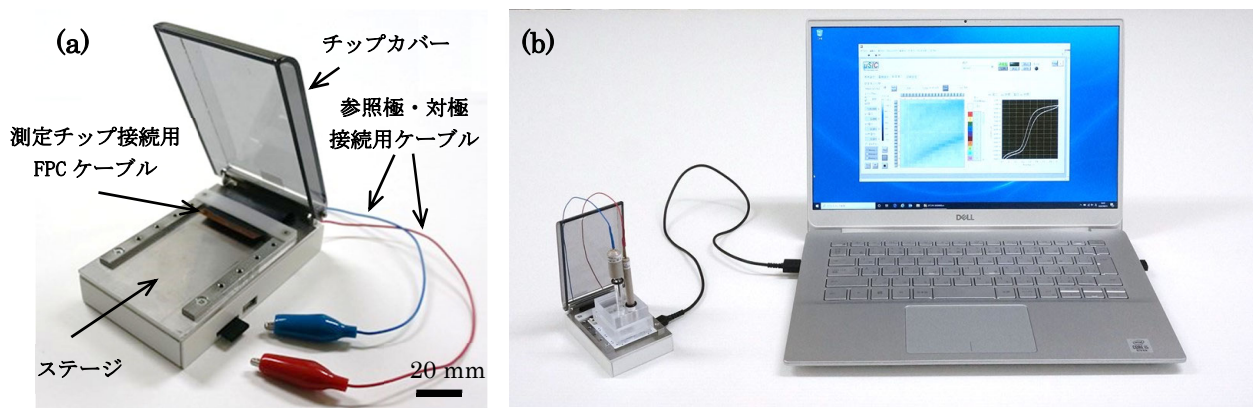 (a)
チップカバー
参照極・対極
接続用ケーブル
測定チップ接続用
FPC ケーブル
ステージ
20 mm
(b)
DELL